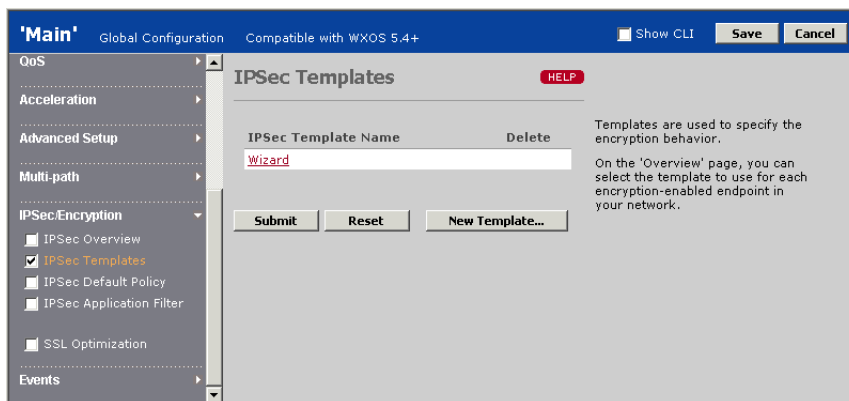 'Main' Global Configuration Compatible with WXOS 5.4+ Show CLI Save Cancel
QoS
Acceleration
Advanced Setup
Multi-path
IPSec/Encryption
IPSec Overview
IPSec Templates
IPSec Default Policy
IPSec Application Filter
SSL Optimization
Events
IPSec Templates HELP
IPSec Template Name Delete
Wizard
Submit Reset New Template...
Templates are used to specify the
encryption behavior.
On the 'Overview' page, you can
select the template to use for each
encryption-enabled endpoint in
your network.